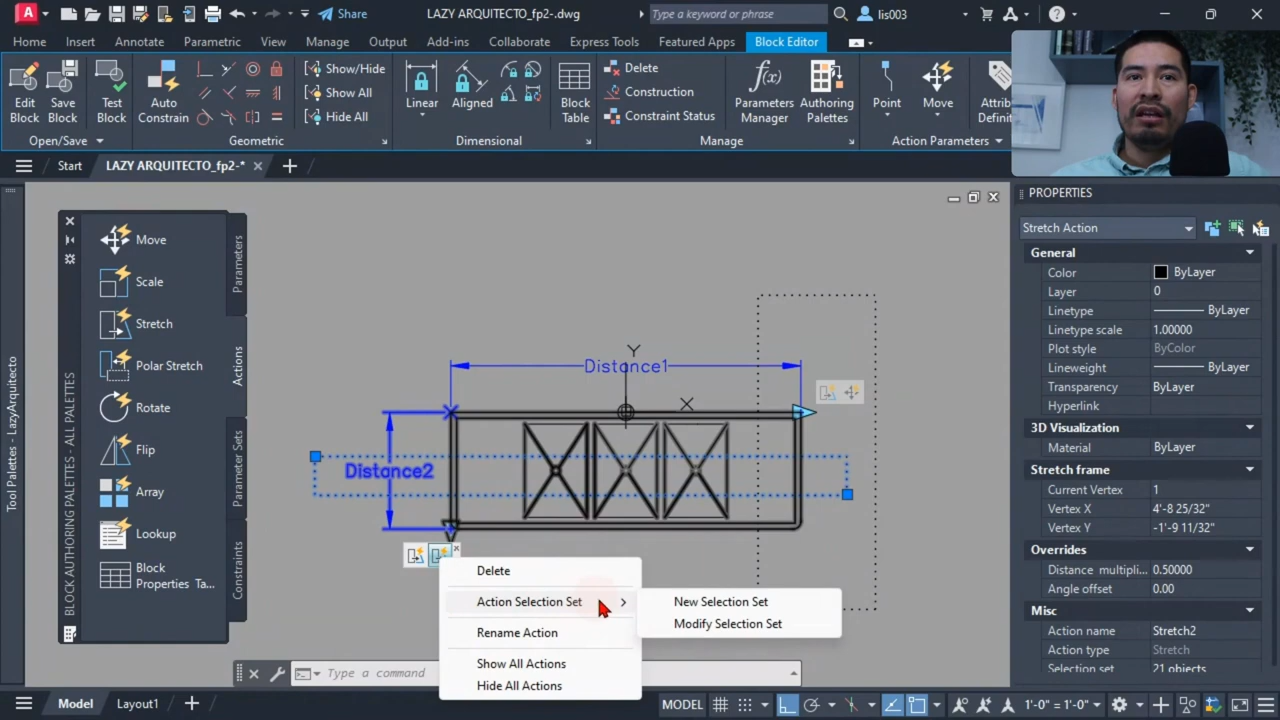 Share
LAZY ARQUITECTO_fp2-.dwg
Type a keyword or phrase
lis003
Home
Insert
Annotate
Parametric
View
Manage
Output
Add-ins
Collaborate
Express Tools
Featured Apps
Block Editor
Edit Block
Save Block
Test Block
Open/Save
Auto Constrain
Show/Hide
Show All
Hide All
Geometric
Linear
Aligned
Dimensional
Block Table
Delete
Construction
Constraint Status
Parameters Manager
Authoring Palettes
Manage
Point
Move
Attrib
Defini
Action Parameters
Start
LAZY ARQUITECTO_fp2-*
Tool Palettes - LazyArquitecto
BLOCK AUTHORING PALETTES - ALL PALETTES
Move
Scale
Stretch
Polar Stretch
Rotate
Flip
Array
Lookup
Block
Properties Ta...
Parameters
Actions
Parameter Sets
Constraints
Y
X
Distance1
Distance2
Delete
Action Selection Set
Rename Action
Show All Actions
Hide All Actions
New Selection Set
Modify Selection Set
Type a command
PROPERTIES
Stretch Action
General
Color ByLayer
Layer 0
Linetype ByLayer
Linetype scale 1.00000
Plot style ByColor
Lineweight ByLayer
Transparency ByLayer
Hyperlink
3D Visualization
Material ByLayer
Stretch frame
Current Vertex 1
Vertex X 4'-8 25/32"
Vertex Y -1'-9 11/32"
Overrides
Distance multipli... 0.50000
Angle offset 0.00
Misc
Action name Stretch2
Action type Stretch
Selection set 21 objects
Model
Layout1
MODEL
1'-0" = 1'-0"